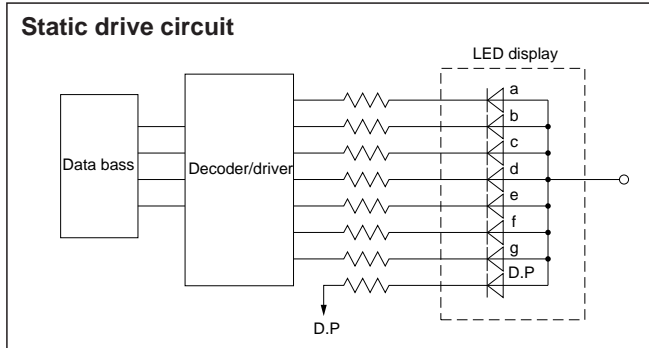 Static drive circuit
LED display
a
b
c
d
e
f
g
D.P
Data bass
Decoder/driver
D.P